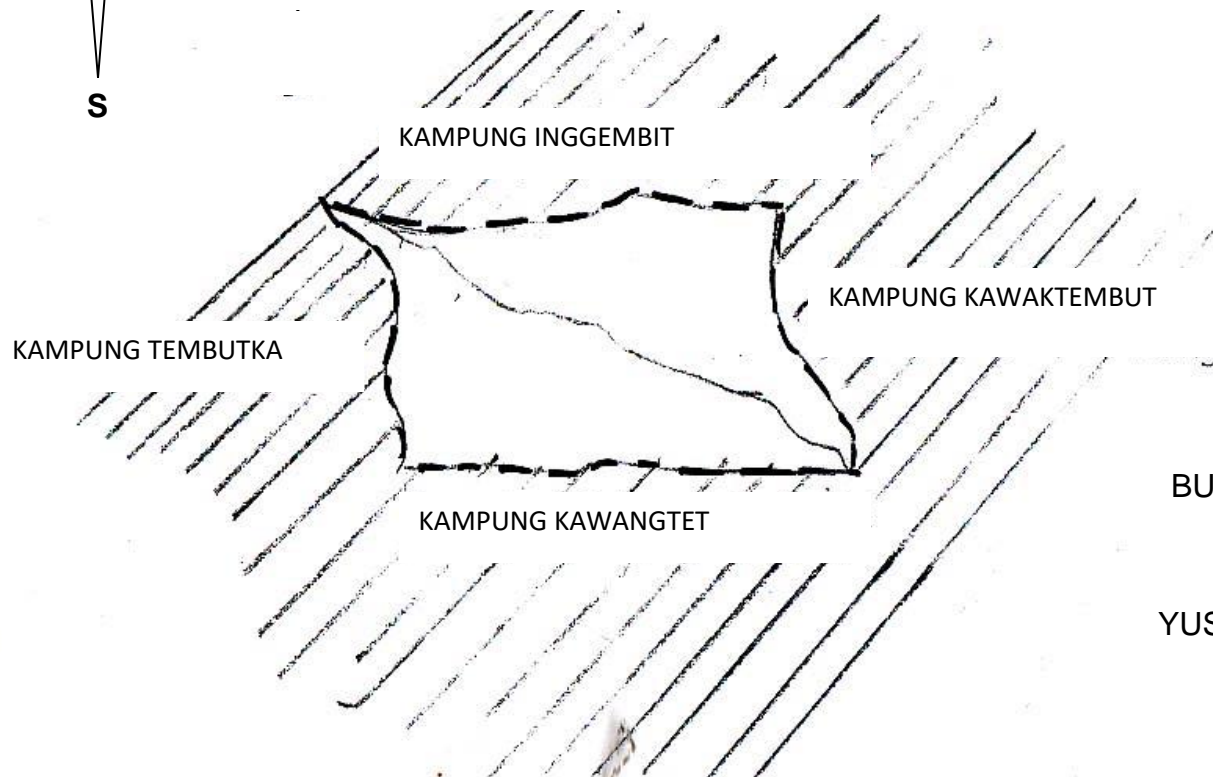 S
KAMPUNG INGGEMBIT
KAMPUNG KAWAKTEMBUT
KAMPUNG TEMBUTKA
BU
KAMPUNG KAWANGTET
YUS